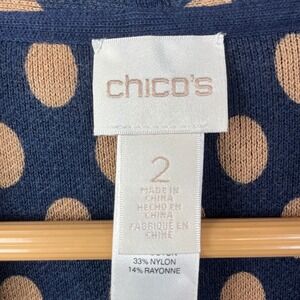 chico's
2
MADE IN
CHINA
HECHO EN
CHINA
FABRIQUÉ EN
CHINE
33% NYLON
14% RAYONNE